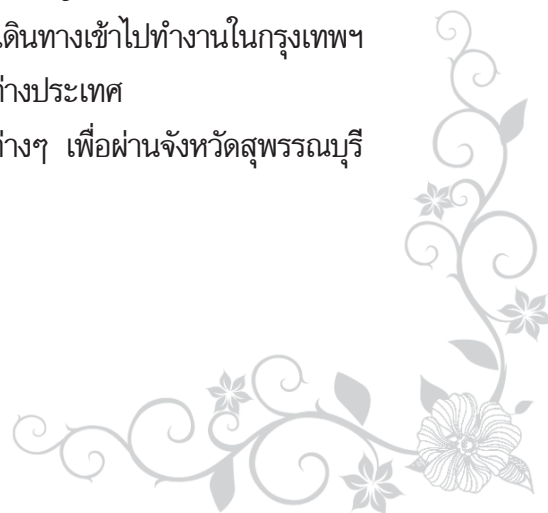 เดินทางเข้าไปทำงานในกรุงเทพฯ
ต่างประเทศ
ต่างๆ เพื่อผ่านจังหวัดสุพรรณบุรี